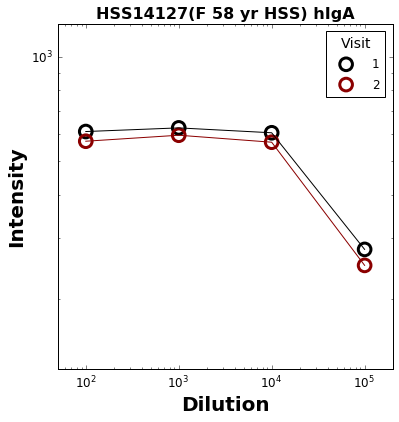 HSS14127(F 58 yr HSS) hIgA
Visit
1
2
10³
Intensity
10² 10³ 10⁴ 10⁵
Dilution